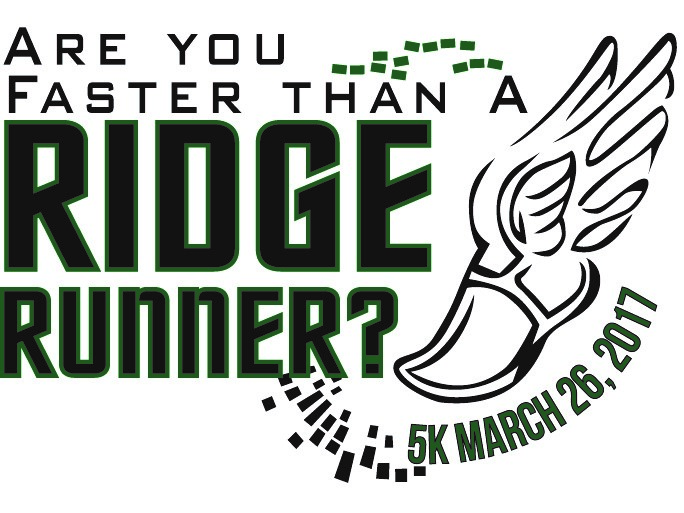 ARE YOU
FASTER THAN A
RIDGE
RUNNER?
5K MARCH 26, 2017